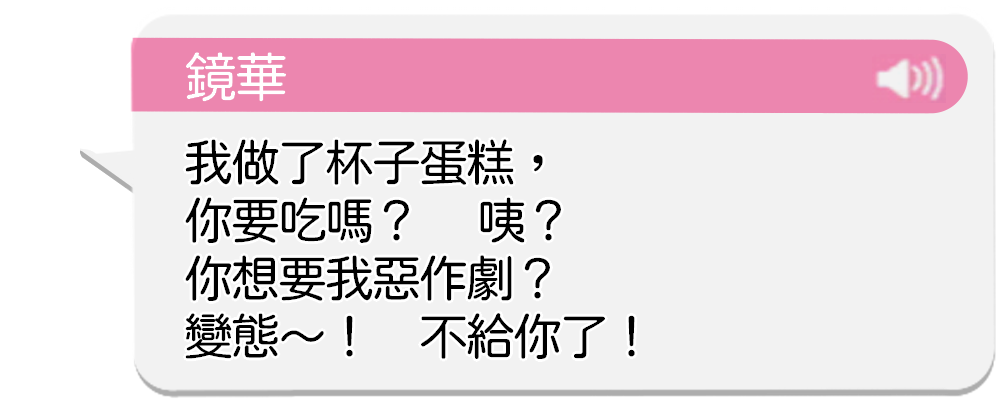 鏡華
我做了杯子蛋糕，
你要吃嗎？　咦？
你想要我惡作劇？
變態～！　不給你了！